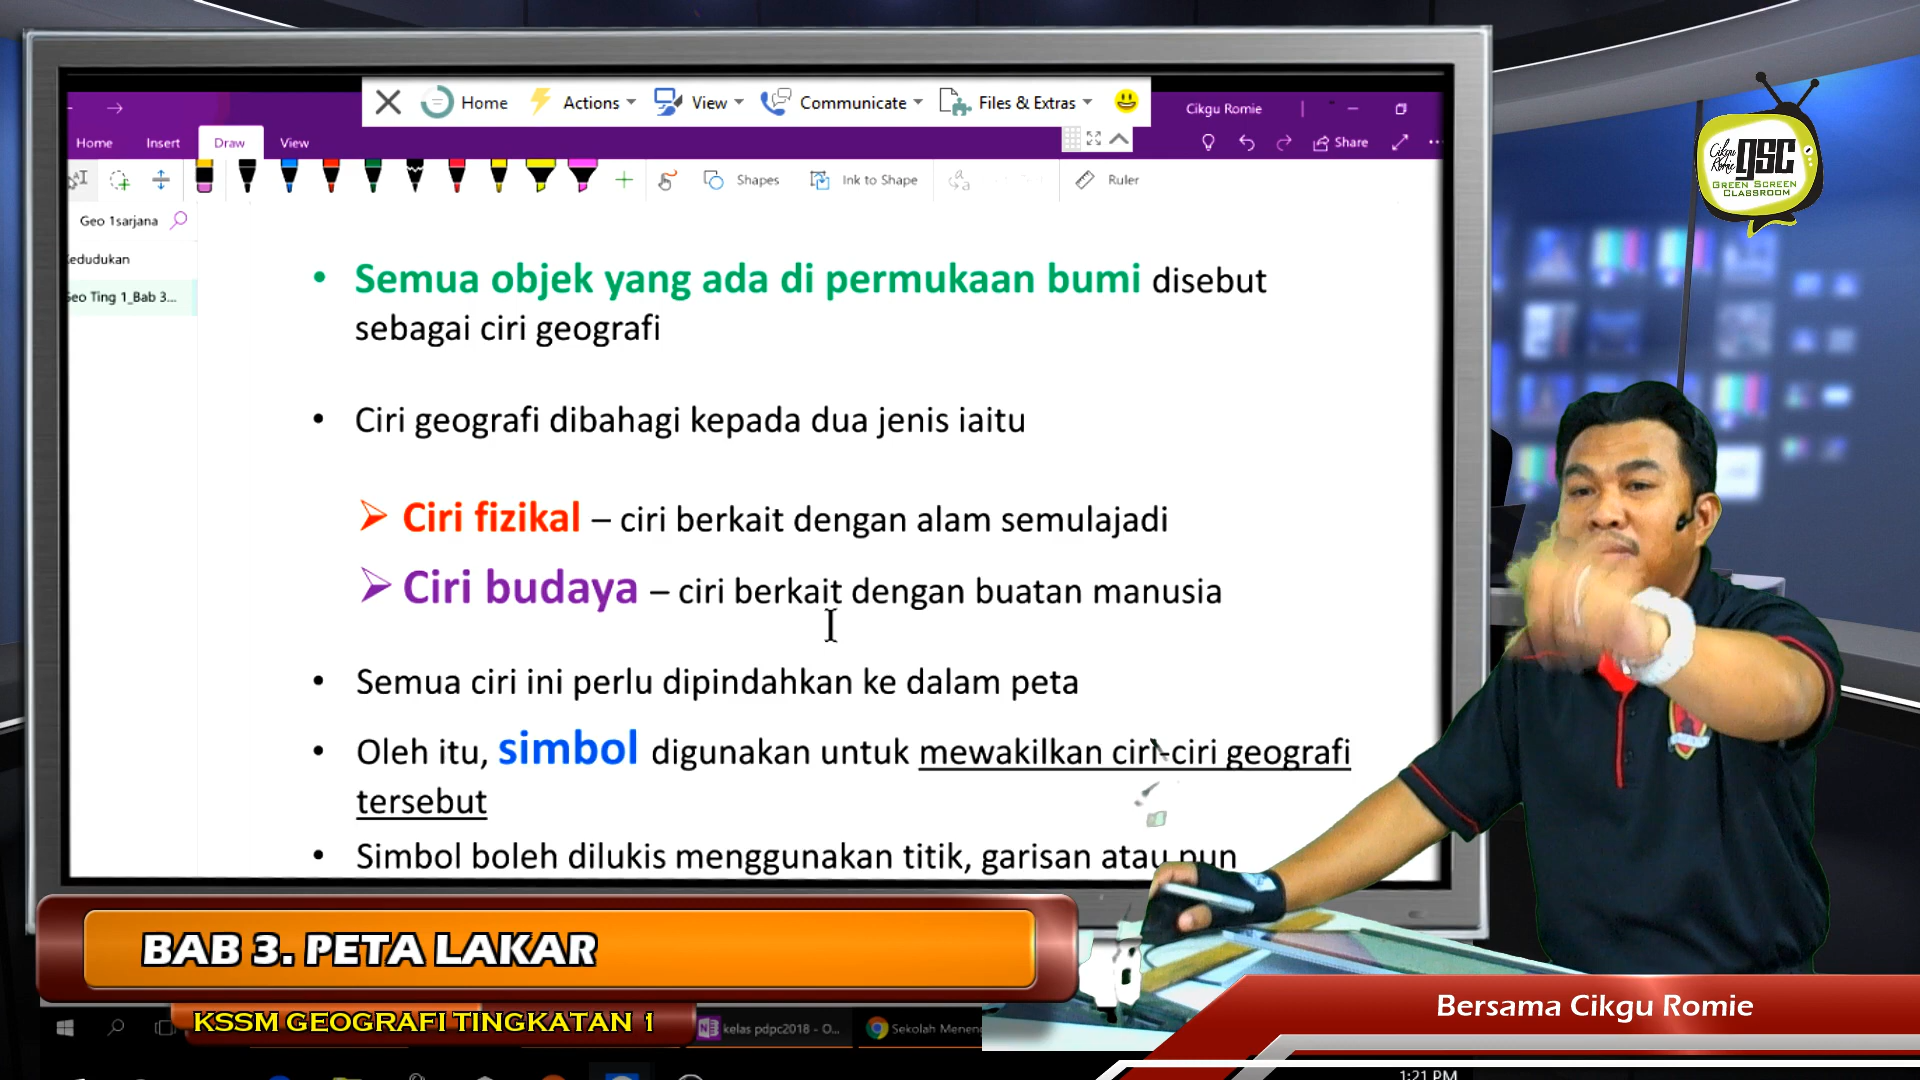 Home Actions View Communicate Files & Extras
Cikgu Romie
Home Insert Draw View
Share
Shapes Ink to Shape Ruler
Geo 1sarjana
edudukan
eo Ting 1_Bab 3...
• Semua objek yang ada di permukaan bumi disebut
sebagai ciri geografi
• Ciri geografi dibahagi kepada dua jenis iaitu
➢ Ciri fizikal – ciri berkait dengan alam semulajadi
➢ Ciri budaya – ciri berkait dengan buatan manusia
• Semua ciri ini perlu dipindahkan ke dalam peta
• Oleh itu, simbol digunakan untuk mewakilkan ciri-ciri geografi
tersebut
• Simbol boleh dilukis menggunakan titik, garisan atau pun
Cikgu Romie gsc
GREEN SCREEN
CLASSROOM
BAB 3. PETA LAKAR
KSSM GEOGRAFI TINGKATAN 1
kelas pdpc2018 - O...
Sekolah Menen
Bersama Cikgu Romie
1:21 PM